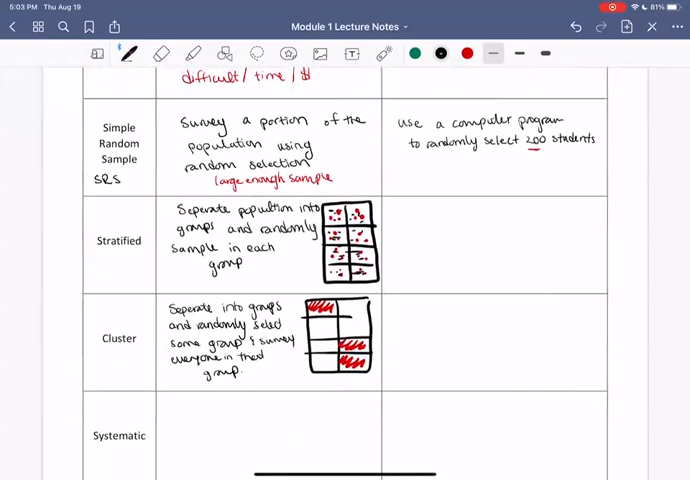 5:03 PM Thu Aug 19
81%
Module 1 Lecture Notes
T
difficult / time / $
Simple
Random
Sample
SRS
Survey a portion of the
population using
random selection
large enough sample
use a computer program
to randomly select 200 students
Stratified
Seperate popultion into
groups and randomly
sample in each
group
Cluster
Seperate into groups
and randomly select
some group & survey
everyone in that
group.
Systematic